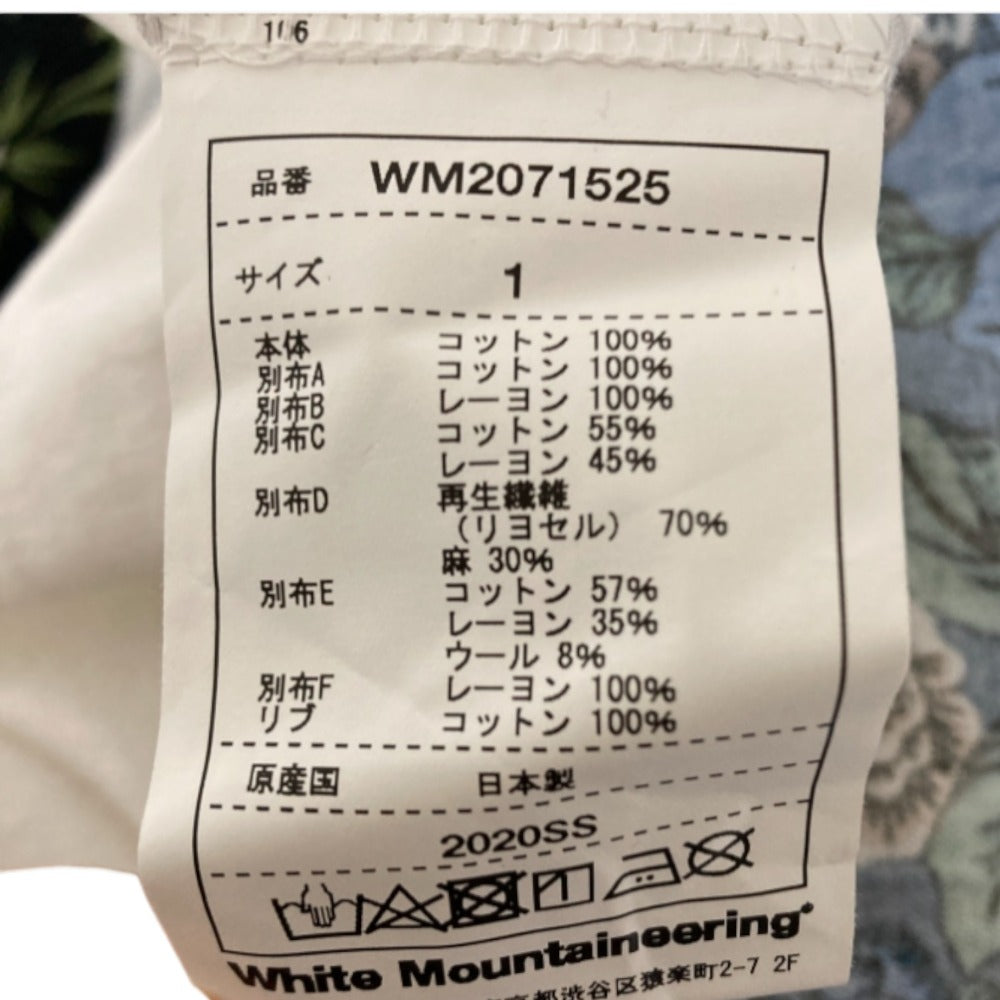 106
品番 WM2071525
サイズ 1
本体 コットン 100%
別布A コットン 100%
別布B レーヨン 100%
別布C コットン 55%
レーヨン 45%
別布D 再生繊維
(リヨセル) 70%
麻 30%
別布E コットン 57%
レーヨン 35%
ウール 8%
別布F レーヨン 100%
リブ コットン 100%
原産国 日本製
2020SS
White Mountaineering®
京都渋谷区猿楽町2-7 2F